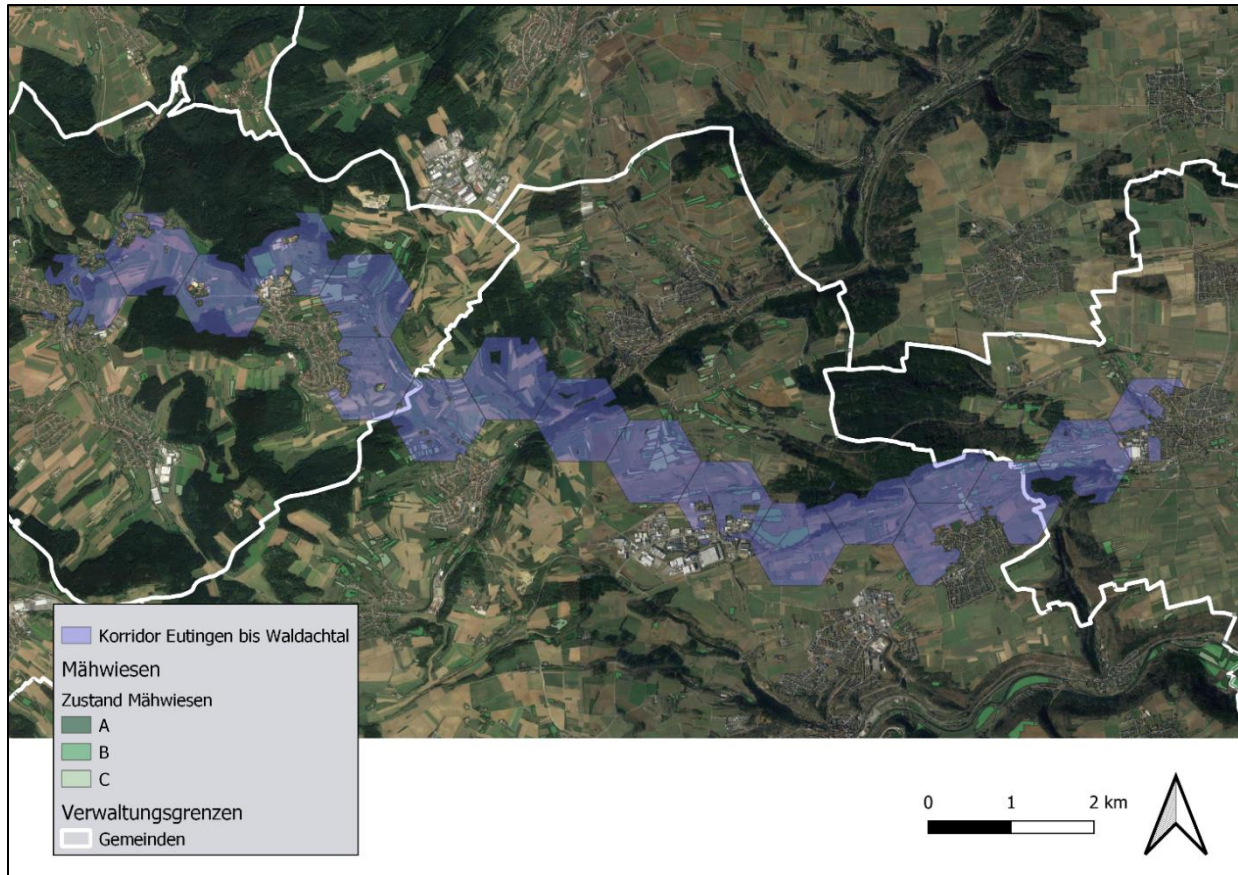 Korridor Eutingen bis Waldachtal
Mähwiesen
Zustand Mähwiesen
A
B
C
Verwaltungsgrenzen
Gemeinden
0 1 2 km